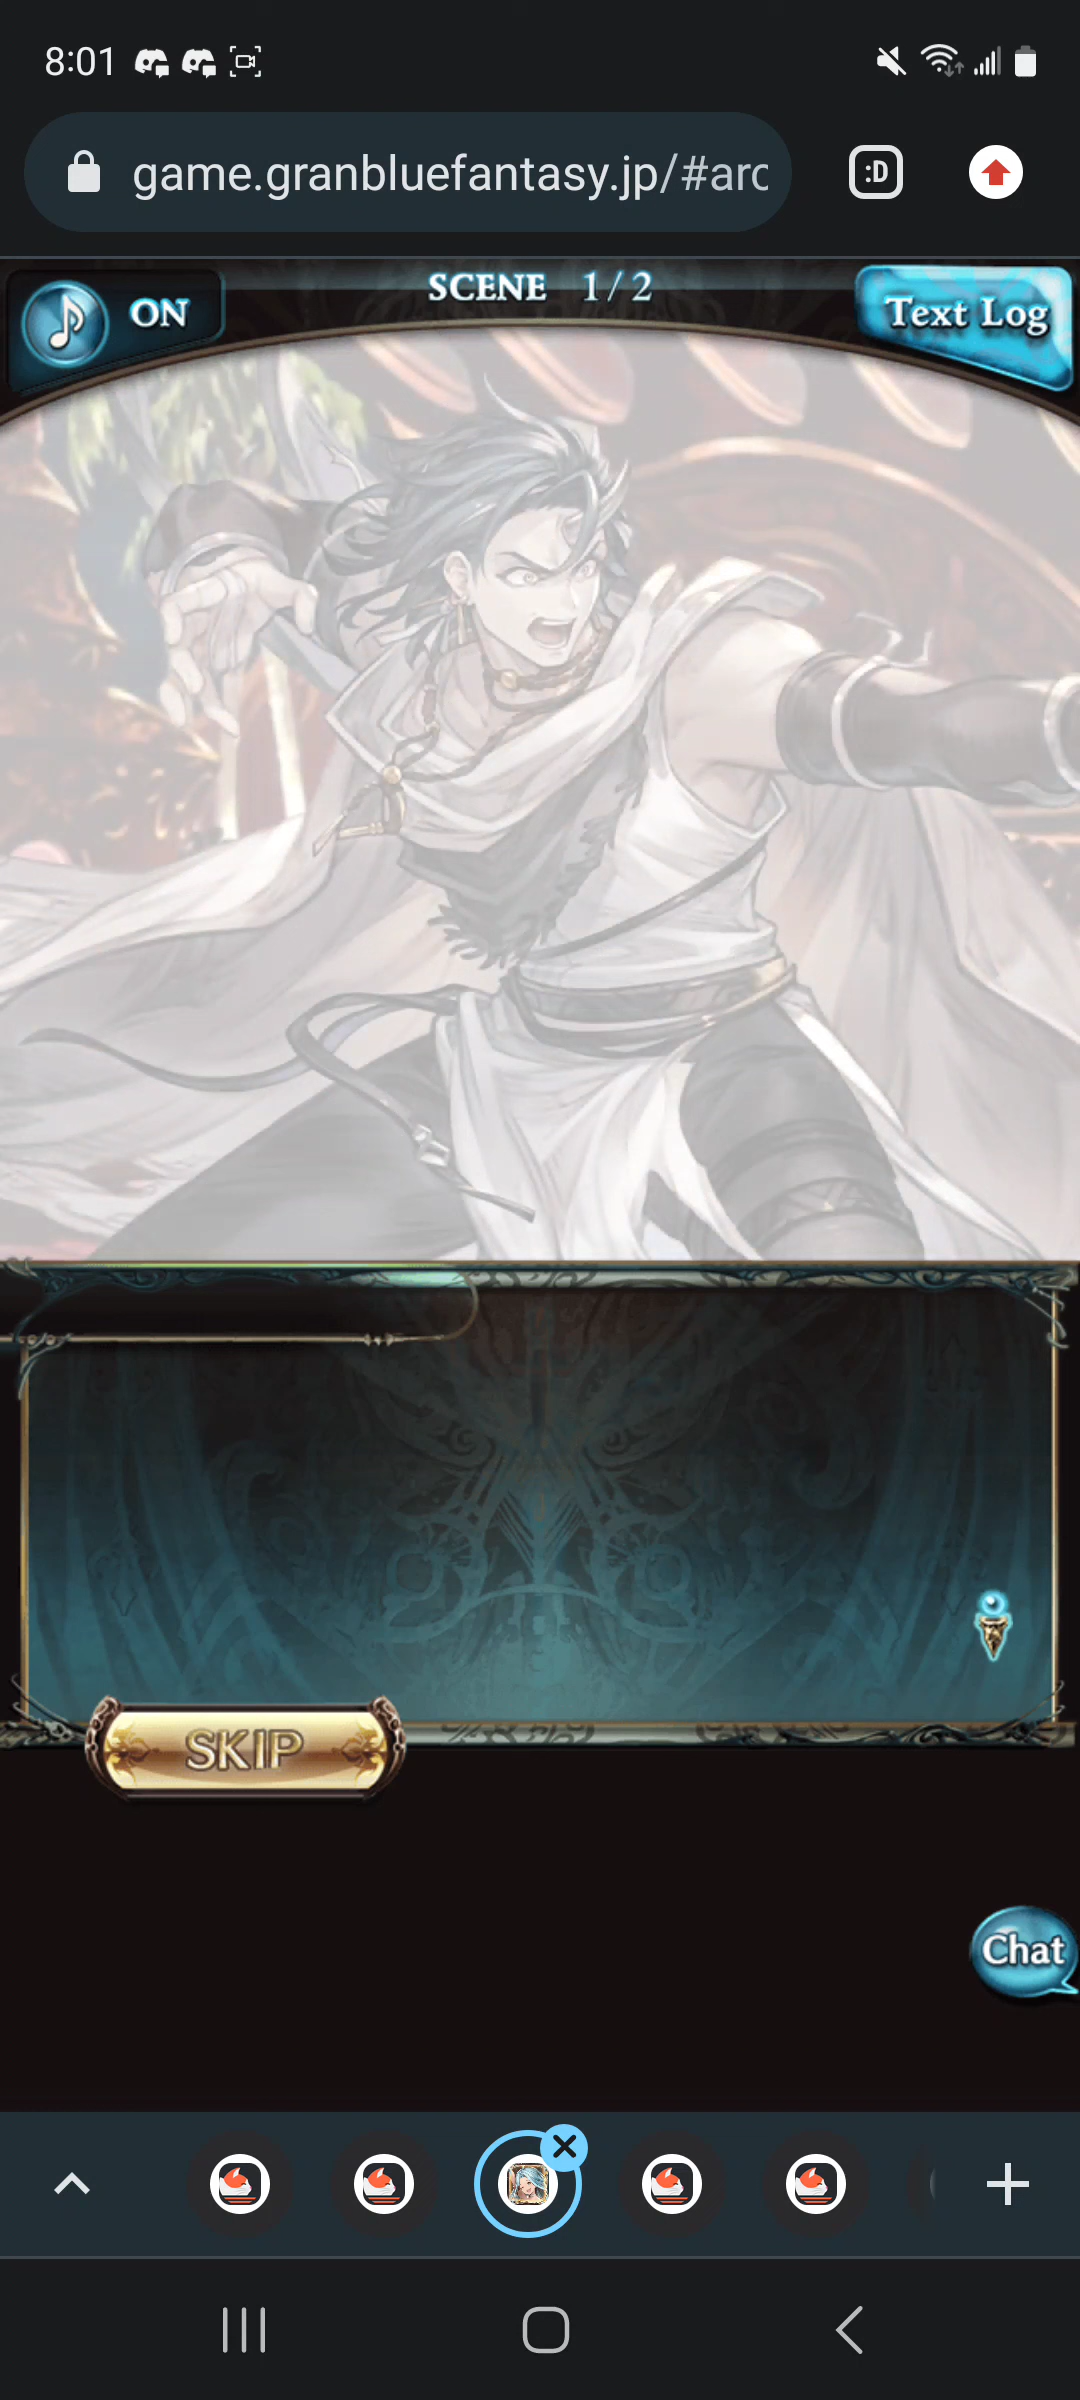 8:01
game.granbluefantasy.jp/#arc
:D
ON
SCENE 1/2
Text Log
SKIP
Chat